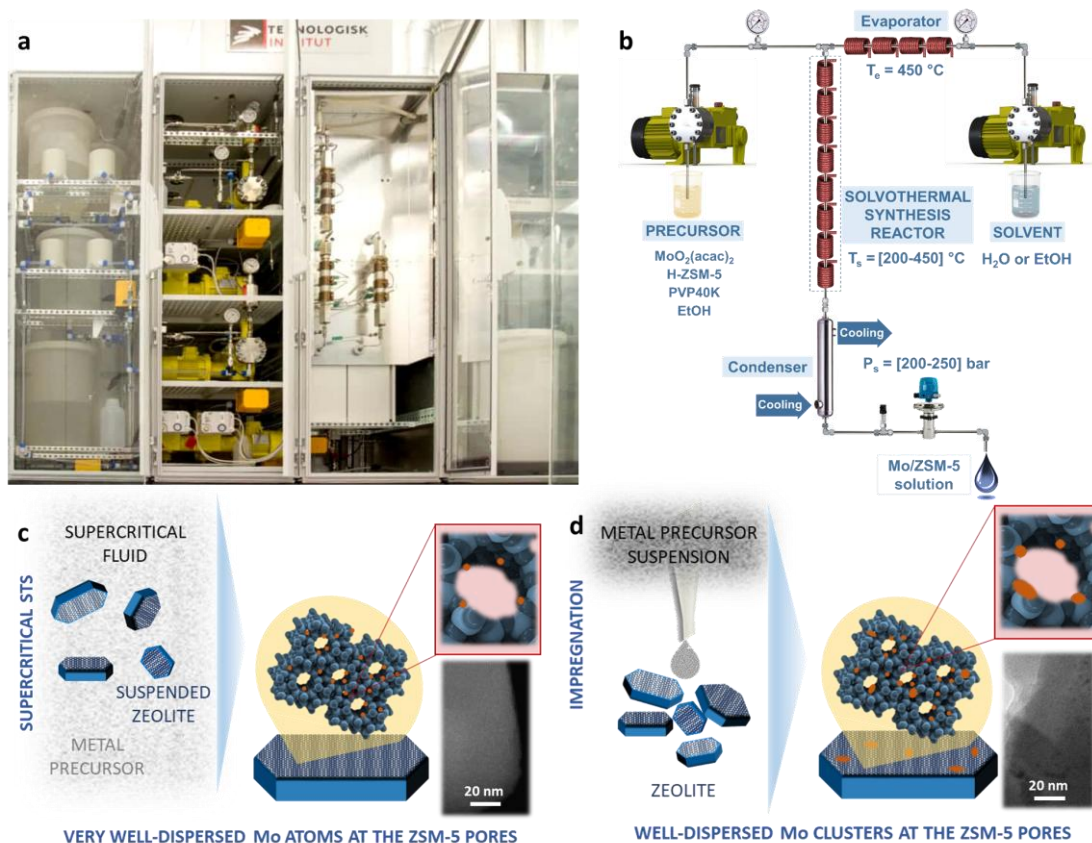 a
TEKNOLOGISK
INSTITUT
b
Evaporator
Tₑ = 450 °C
PRECURSOR
MoO₂(acac)₂
H-ZSM-5
PVP40K
EtOH
SOLVOTHERMAL
SYNTHESIS
REACTOR
Tₛ = [200-450] °C
SOLVENT
H₂O or EtOH
Cooling
Condenser
Pₛ = [200-250] bar
Cooling
Mo/ZSM-5
solution
c
SUPERCRITICAL STS
SUPERCRITICAL
FLUID
SUSPENDED
ZEOLITE
METAL
PRECURSOR
20 nm
VERY WELL-DISPERSED Mo ATOMS AT THE ZSM-5 PORES
d
IMPREGNATION
METAL PRECURSOR
SUSPENSION
ZEOLITE
20 nm
WELL-DISPERSED Mo CLUSTERS AT THE ZSM-5 PORES